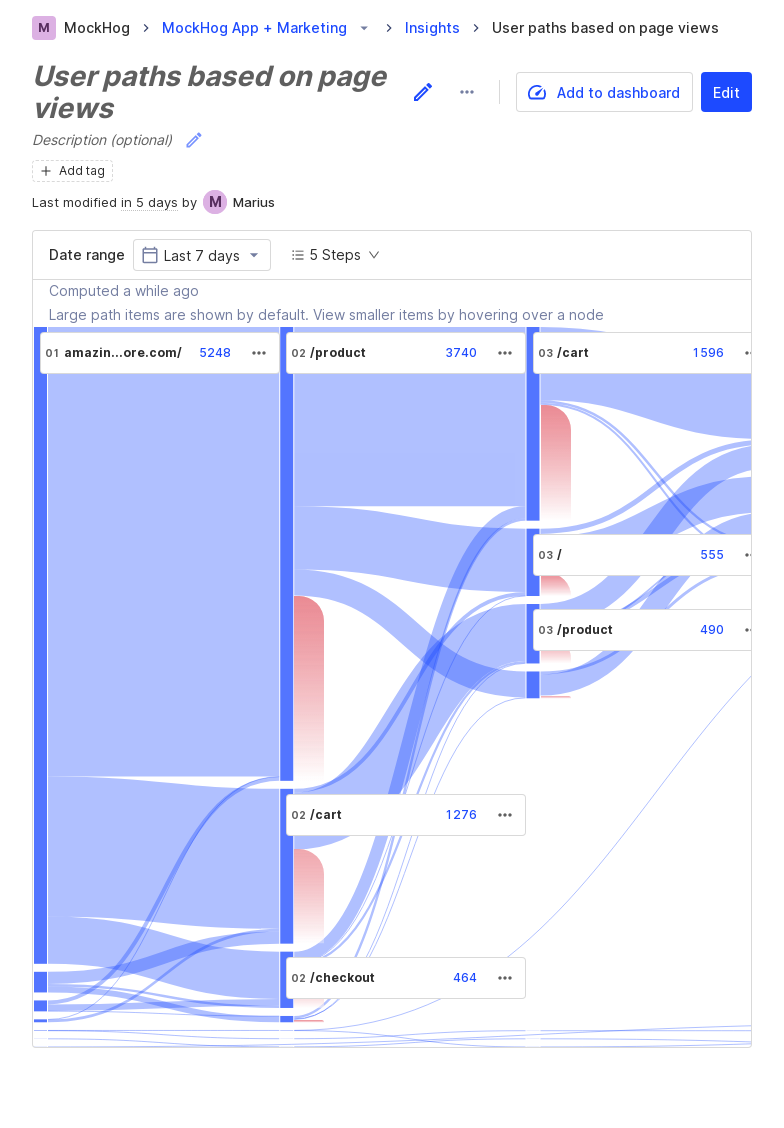 M MockHog > MockHog App + Marketing > Insights > User paths based on page views
User paths based on page
views
Add to dashboard
Edit
Description (optional)
+ Add tag
Last modified in 5 days by M Marius
Date range Last 7 days 5 Steps
Computed a while ago
Large path items are shown by default. View smaller items by hovering over a node
01 amazin...ore.com/ 5248
02 /product 3740
03 /cart 1596
03 / 555
03 /product 490
02 /cart 1276
02 /checkout 464